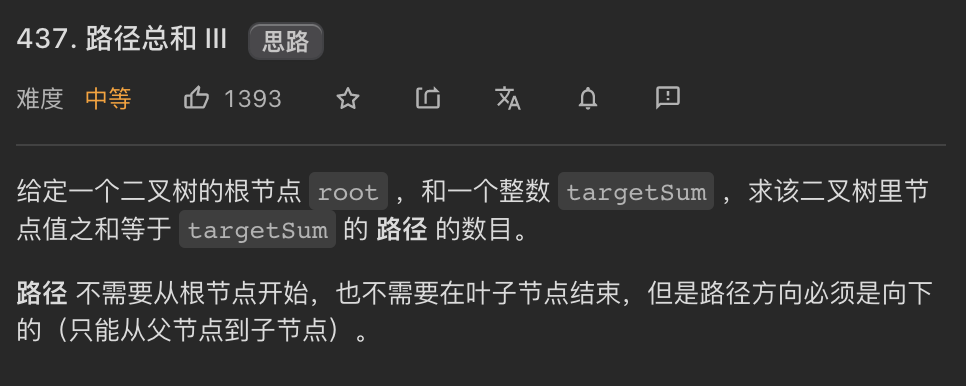 437. 路径总和 III 思路
难度 中等 1393
给定一个二叉树的根节点 root ，和一个整数 targetSum ，求该二叉树里节
点值之和等于 targetSum 的 路径 的数目。
路径 不需要从根节点开始，也不需要在叶子节点结束，但是路径方向必须是向下
的（只能从父节点到子节点）。